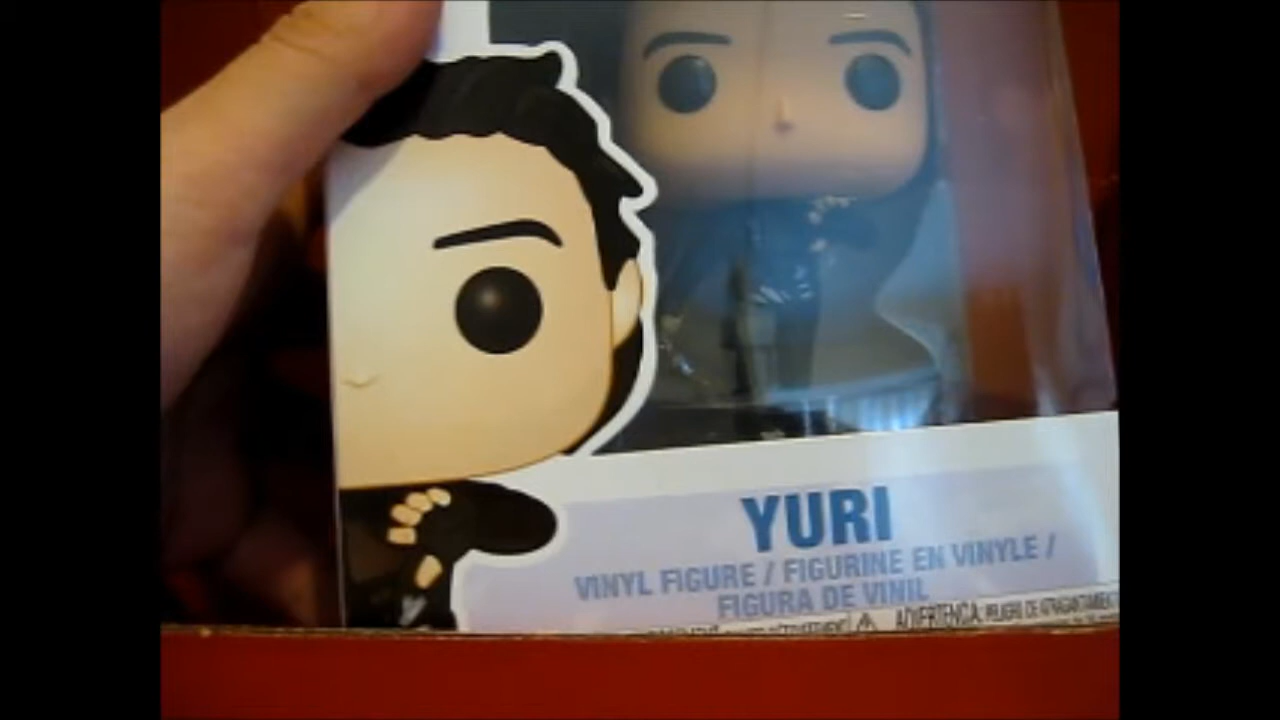 YURI
VINYL FIGURE / FIGURINE EN VINYLE /
FIGURA DE VINIL
ADVERTENCIA: